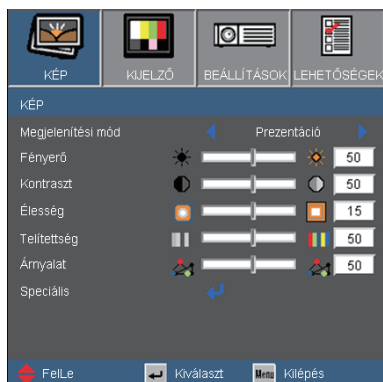 KÉP KIJELZŐ BEÁLLÍTÁSOK LEHETŐSÉGEK
KÉP
Megjelenítési mód Prezentáció
Fényerő 50
Kontraszt 50
Élesség 15
Telítettség 50
Árnyalat 50
Speciális
FelLe Kiválaszt Menu Kilépés